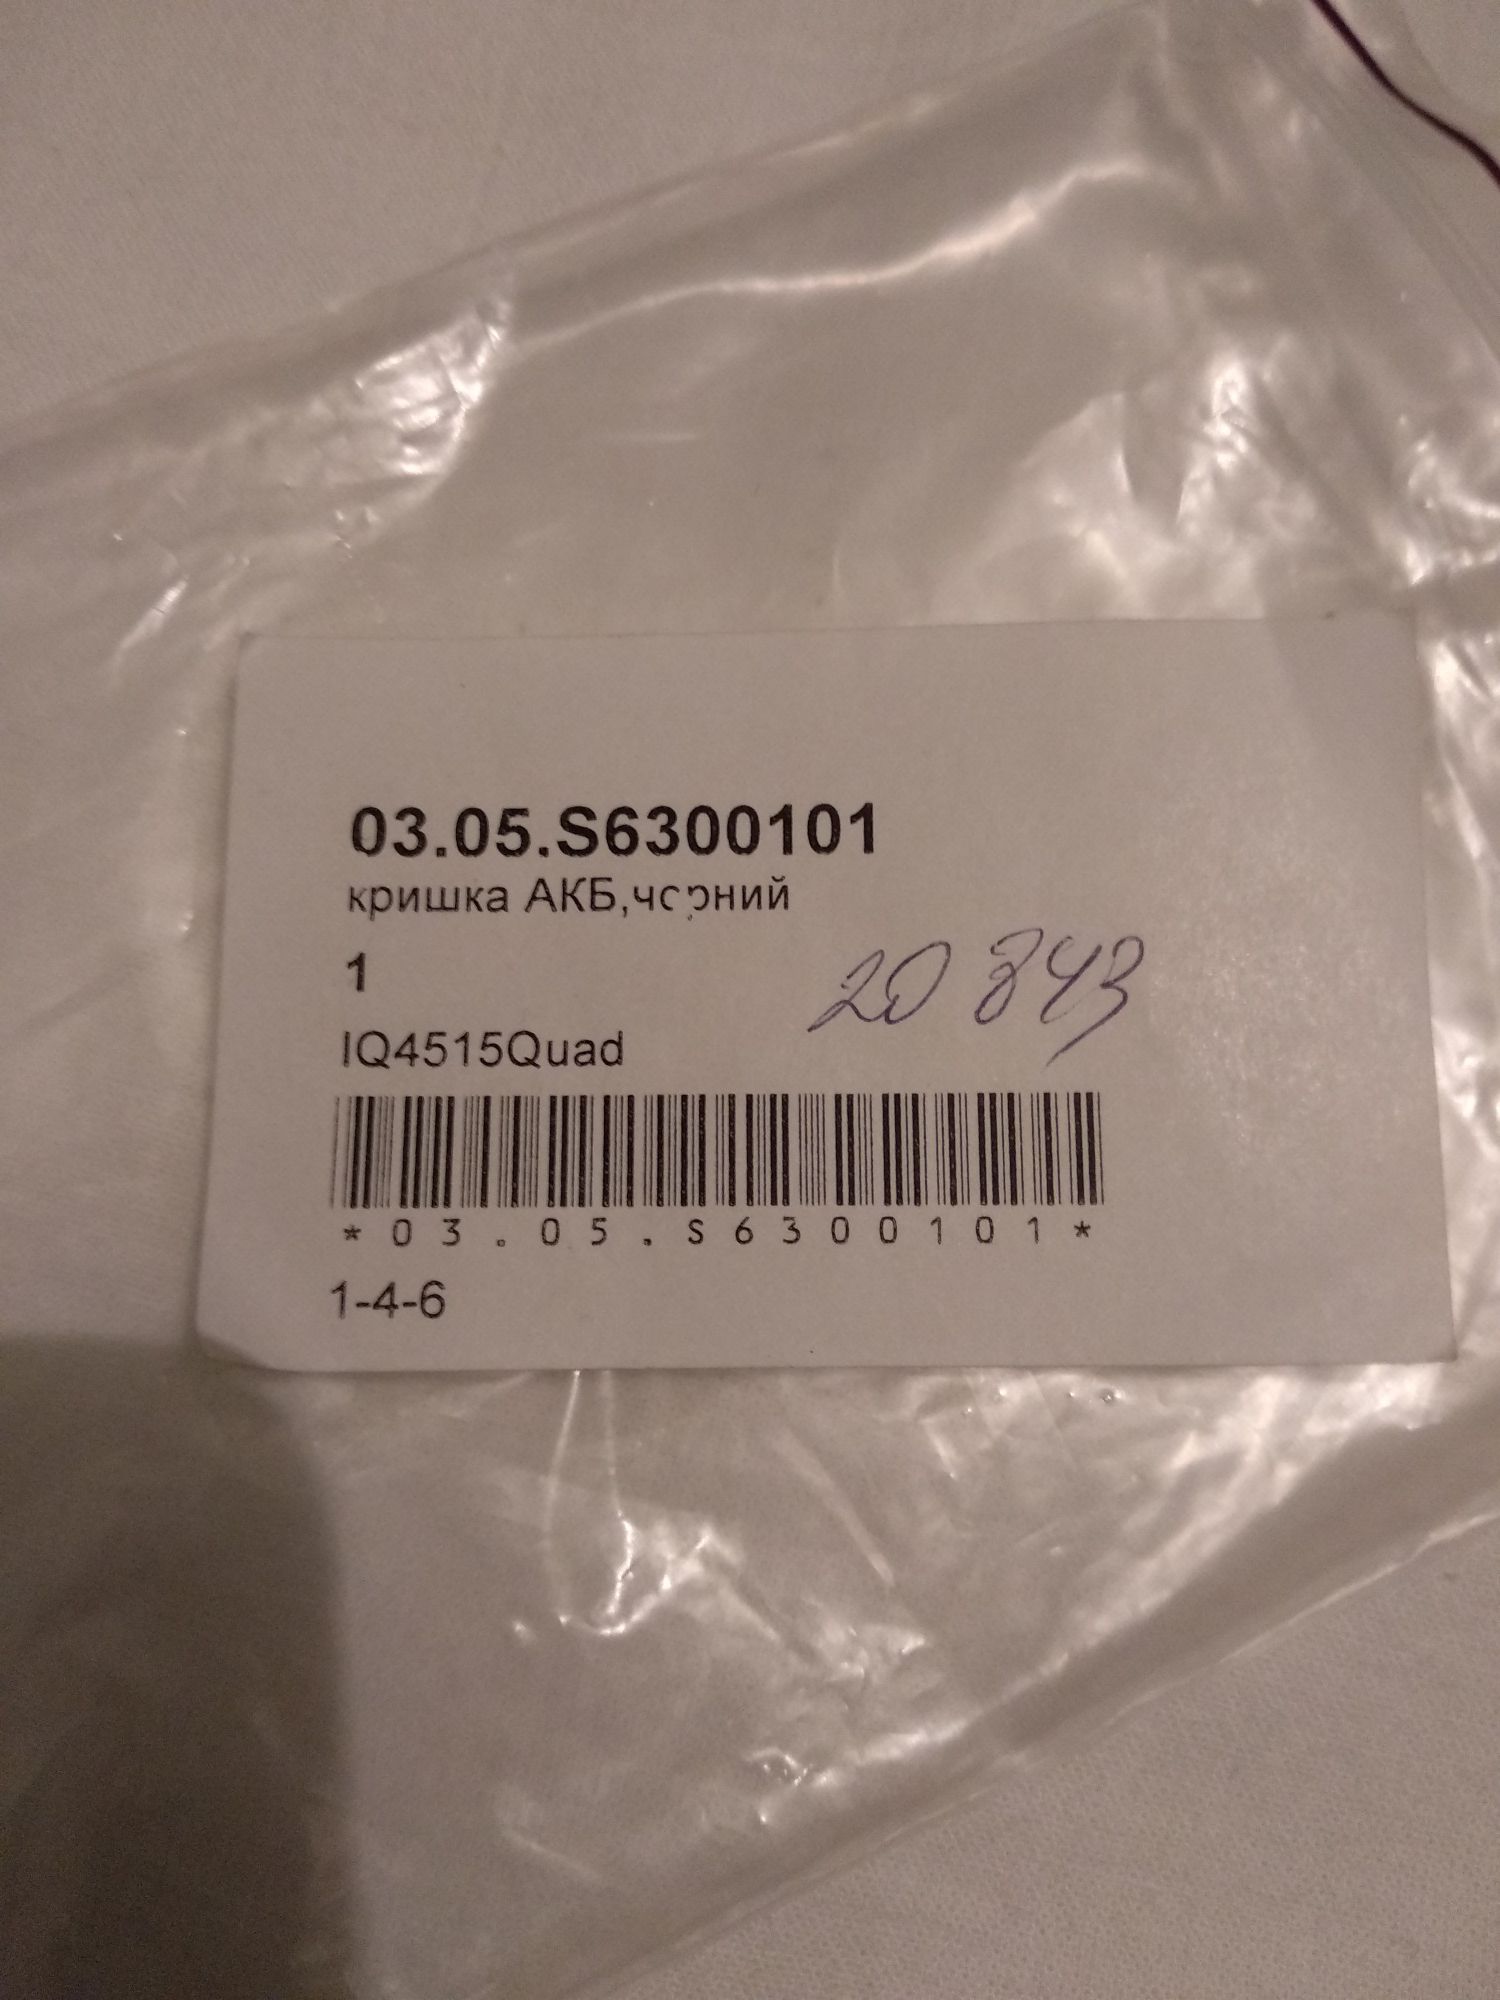 03.05.S6300101
кришка АКБ,чорний
1
20 843
IQ4515Quad
*03.05.S6300101*
1-4-6